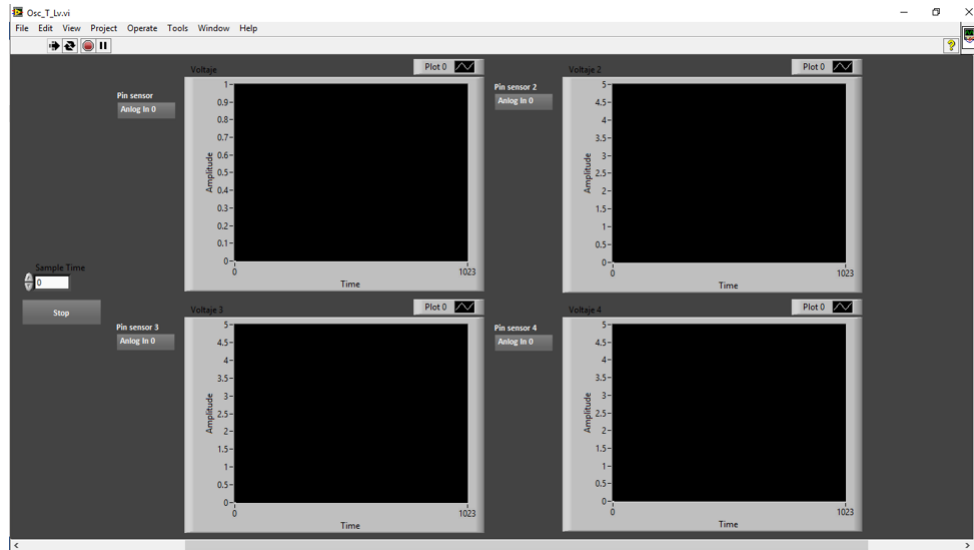 Osc_T_Lv.vi
File Edit View Project Operate Tools Window Help
Voltaje
Plot 0
Pin sensor
Anlog In 0
1
0.9
0.8
0.7
0.6
0.5
0.4
0.3
0.2
0.1
0
Amplitude
0 1023
Time
Voltaje 2
Plot 0
Pin sensor 2
Anlog In 0
5
4.5
4
3.5
3
2.5
2
1.5
1
0.5
0
Amplitude
0 1023
Time
Sample Time
0
Stop
Voltaje 3
Plot 0
Pin sensor 3
Anlog In 0
5
4.5
4
3.5
3
2.5
2
1.5
1
0.5
0
Amplitude
0 1023
Time
Voltaje 4
Plot 0
Pin sensor 4
Anlog In 0
5
4.5
4
3.5
3
2.5
2
1.5
1
0.5
0
Amplitude
0 1023
Time